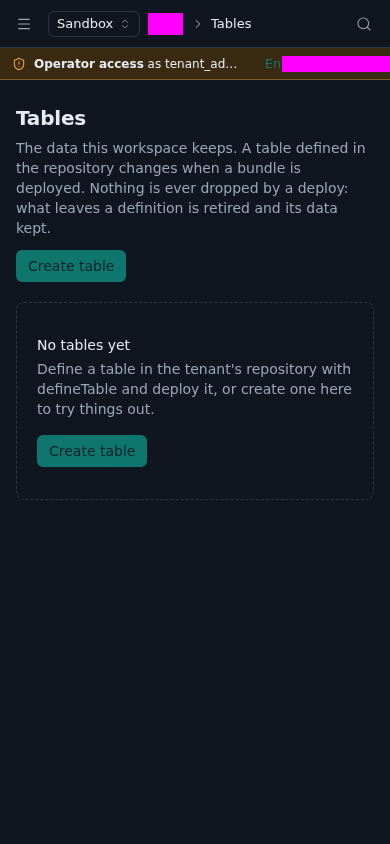 Sandbox
Tables
Operator access as tenant_ad...
En
Tables
The data this workspace keeps. A table defined in
the repository changes when a bundle is
deployed. Nothing is ever dropped by a deploy:
what leaves a definition is retired and its data
kept.
Create table
No tables yet
Define a table in the tenant's repository with
defineTable and deploy it, or create one here
to try things out.
Create table